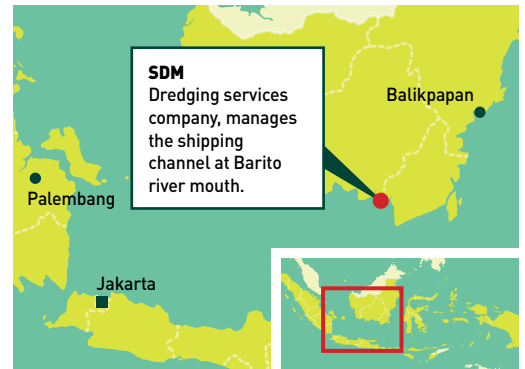 SDM
Dredging services
company, manages
the shipping
channel at Barito
river mouth.
Balikpapan
Palembang
Jakarta